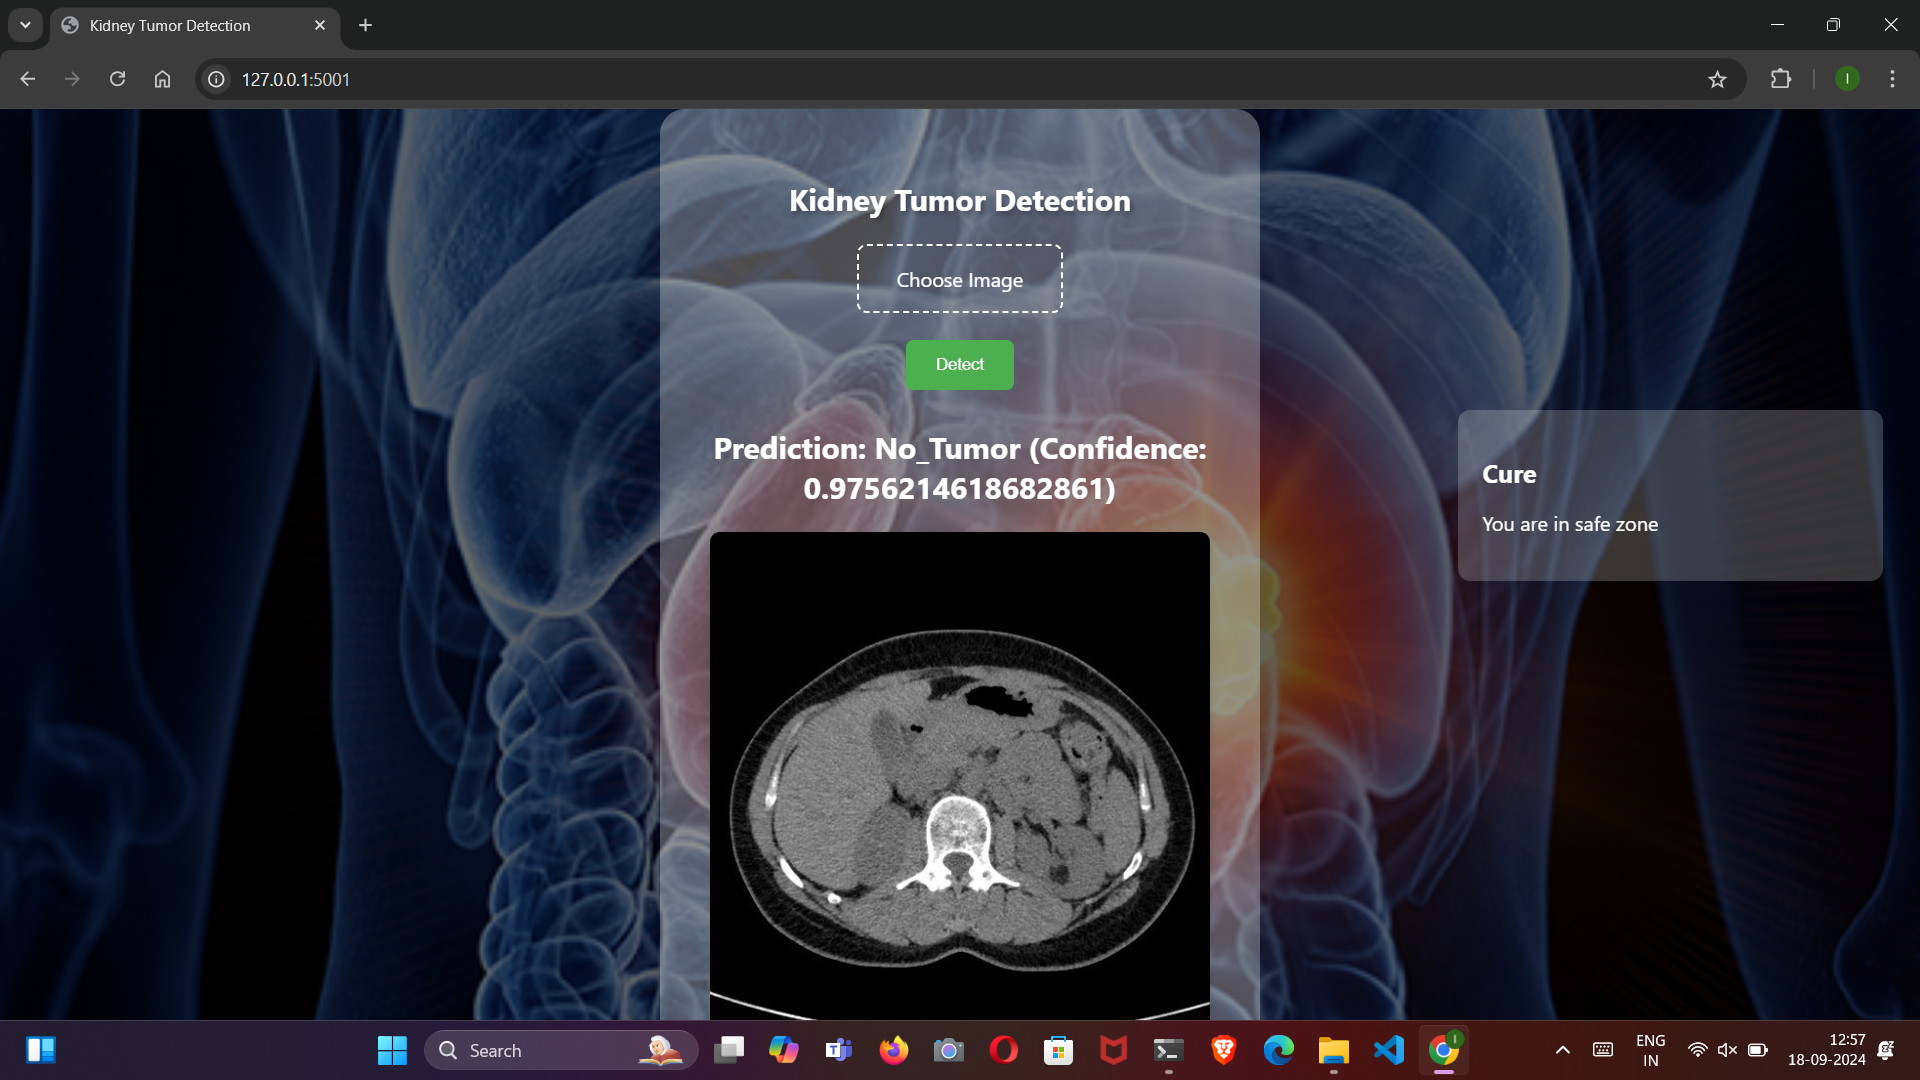 Kidney Tumor Detection
127.0.0.1:5001
I
Kidney Tumor Detection
Choose Image
Detect
Prediction: No_Tumor (Confidence:
0.9756214618682861)
Cure
You are in safe zone
Search
I
ENG
IN
12:57
18-09-2024